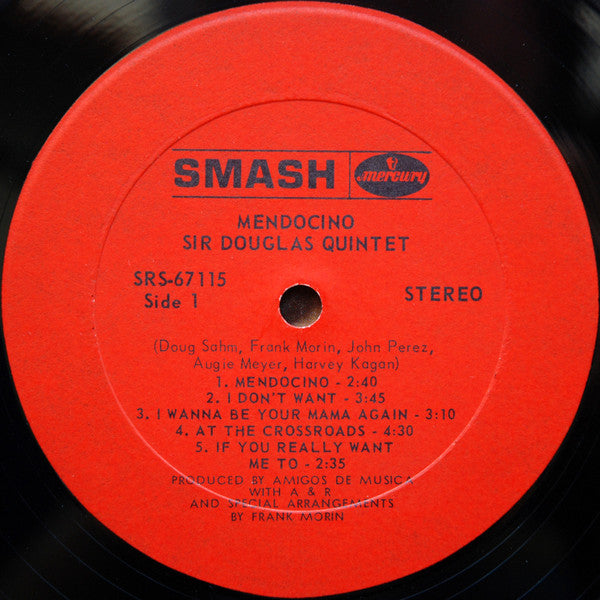 SMASH mercury
MENDOCINO
SIR DOUGLAS QUINTET
SRS-67115
Side 1 STEREO
(Doug Sahm, Frank Morin, John Perez,
Augie Meyer, Harvey Kagan)
1. MENDOCINO - 2:40
2. I DON'T WANT - 3:45
3. I WANNA BE YOUR MAMA AGAIN - 3:10
4. AT THE CROSSROADS - 4:30
5. IF YOU REALLY WANT
ME TO - 2:35
PRODUCED BY AMIGOS DE MUSICA
WITH A & R
AND SPECIAL ARRANGEMENTS
BY FRANK MORIN